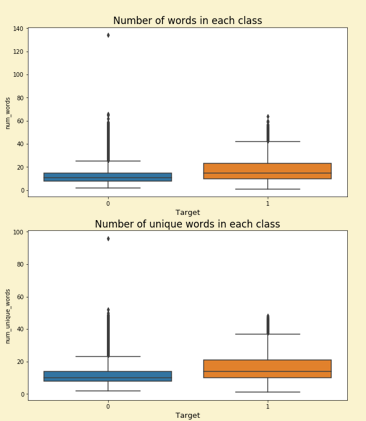 Number of words in each class
140
120
100
80
60
40
20
0
num_words
0 1
Target
Number of unique words in each class
100
80
60
40
20
0
num_unique_words
0 1
Target